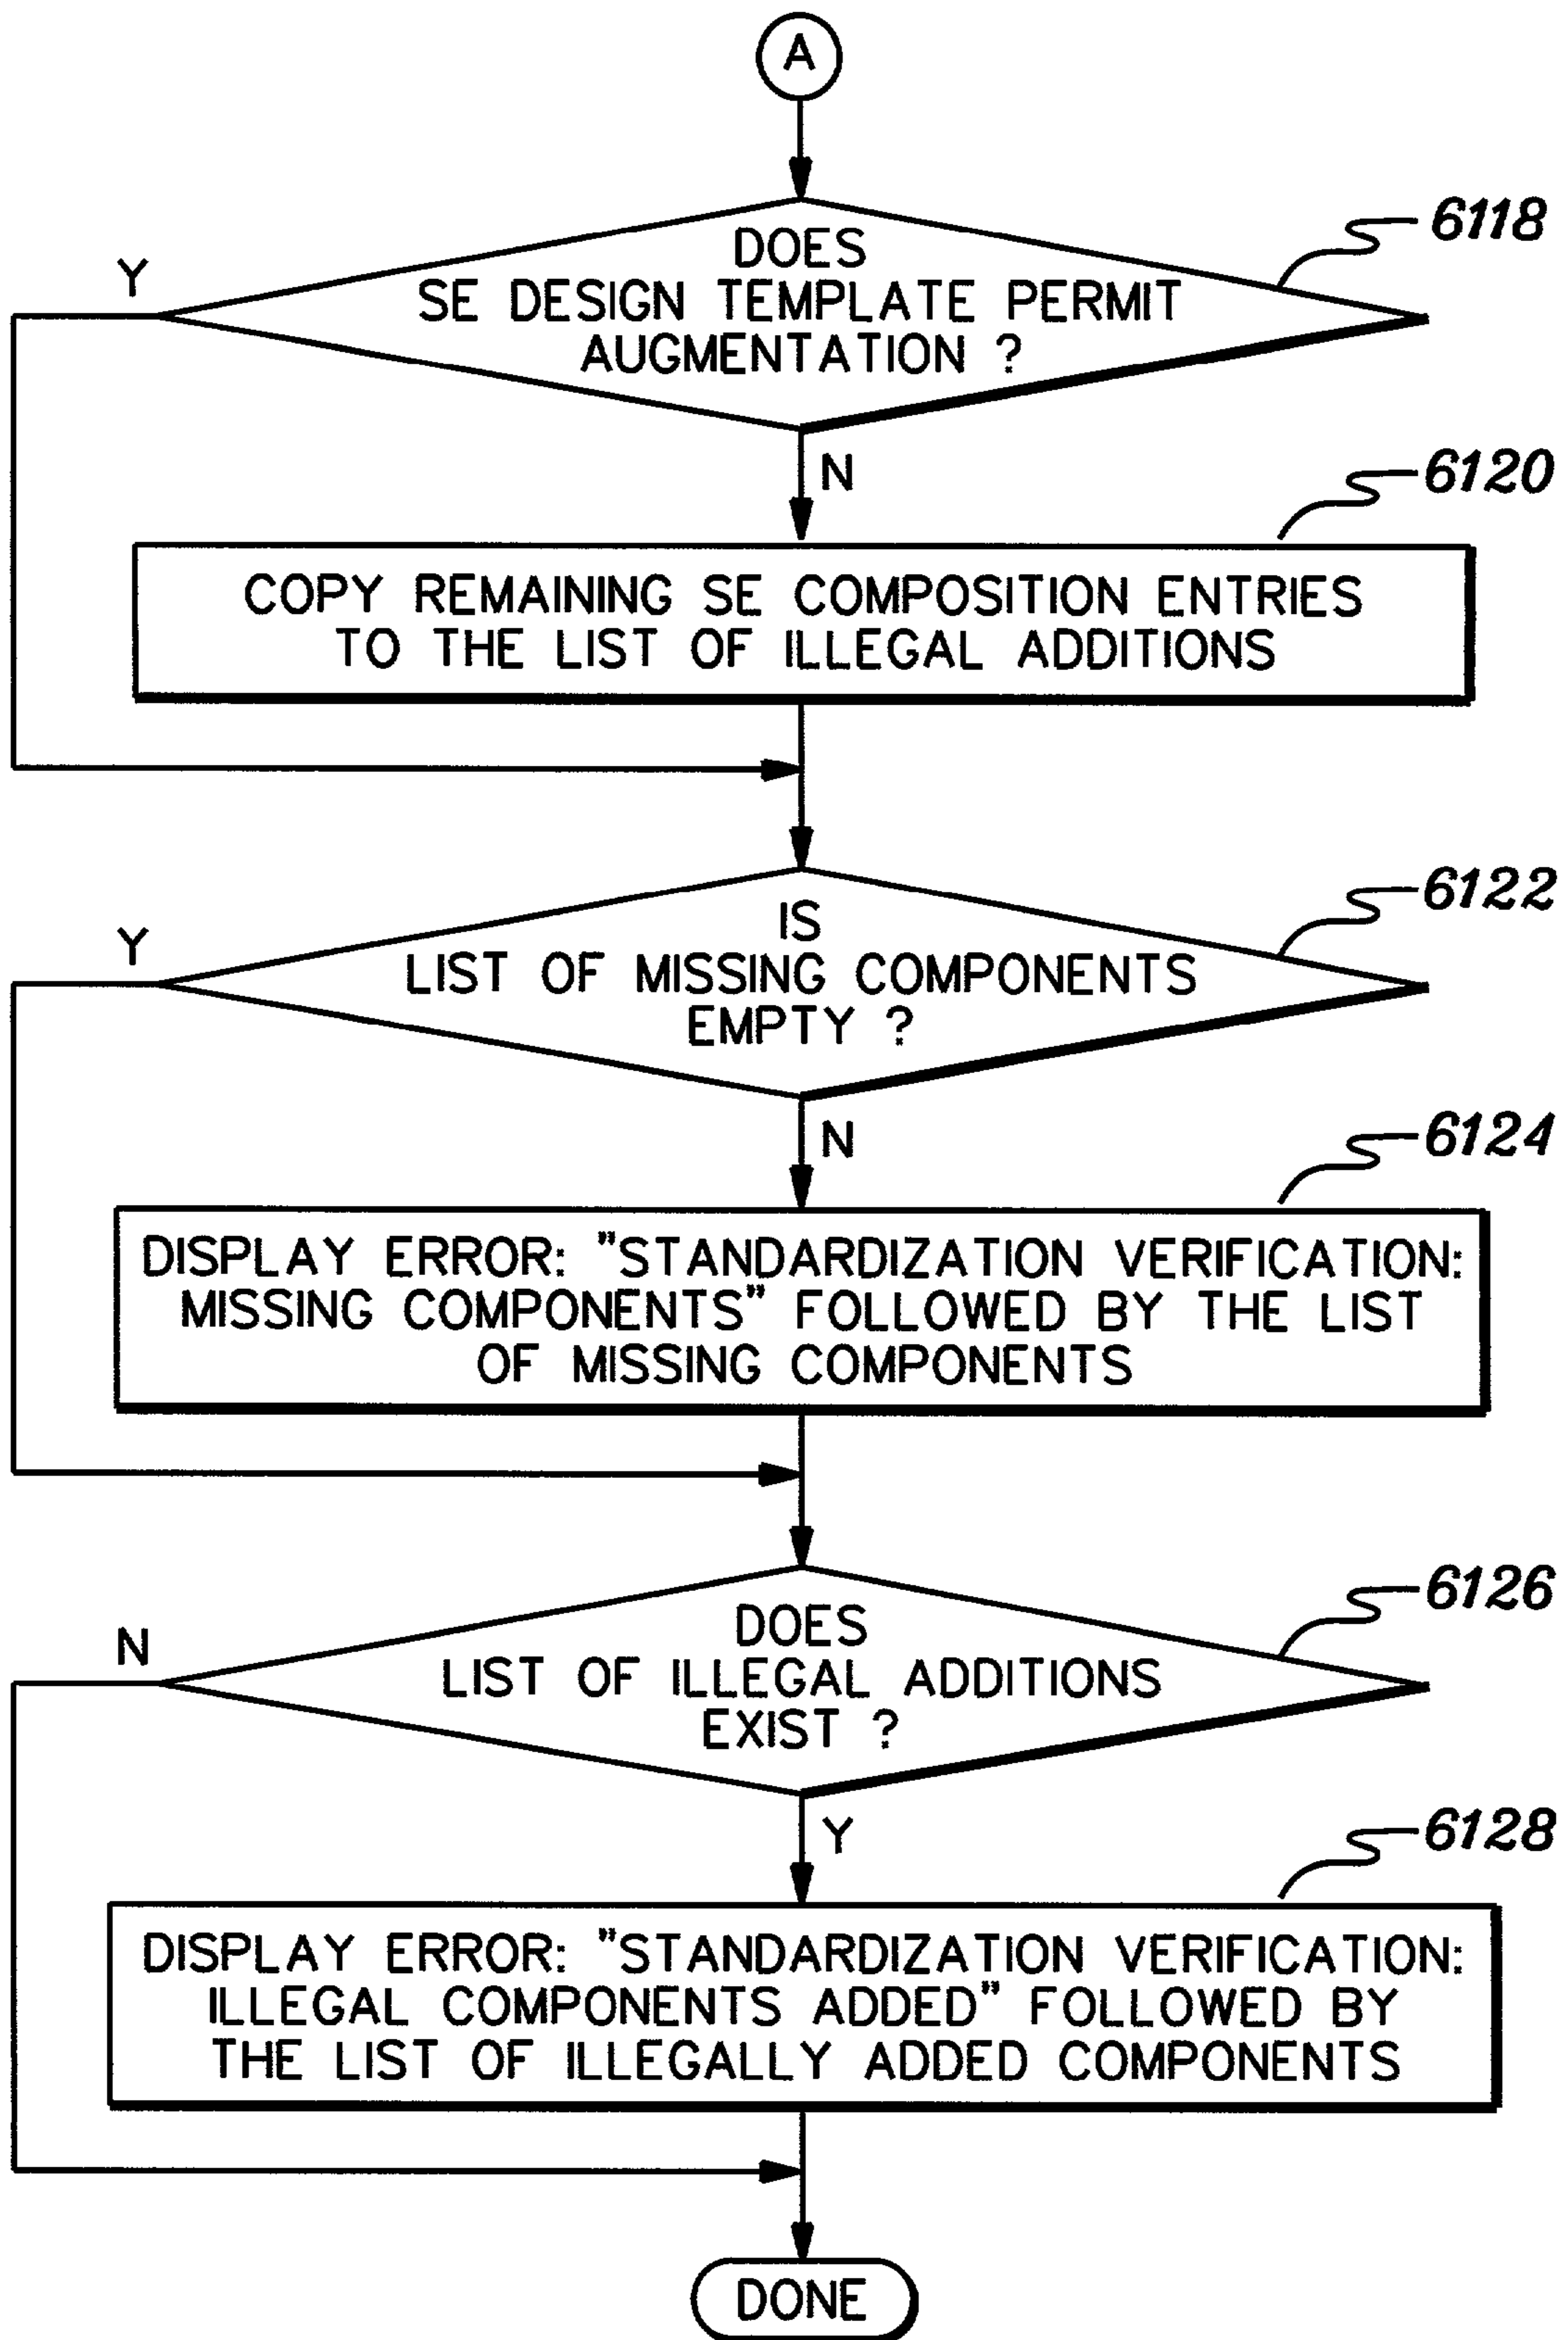 A
DOES
SE DESIGN TEMPLATE PERMIT
AUGMENTATION ?
6118
Y
N
6120
COPY REMAINING SE COMPOSITION ENTRIES
TO THE LIST OF ILLEGAL ADDITIONS
IS
LIST OF MISSING COMPONENTS
EMPTY ?
6122
Y
N
6124
DISPLAY ERROR: "STANDARDIZATION VERIFICATION:
MISSING COMPONENTS" FOLLOWED BY THE LIST
OF MISSING COMPONENTS
DOES
LIST OF ILLEGAL ADDITIONS
EXIST ?
6126
N
Y
6128
DISPLAY ERROR: "STANDARDIZATION VERIFICATION:
ILLEGAL COMPONENTS ADDED" FOLLOWED BY
THE LIST OF ILLEGALLY ADDED COMPONENTS
DONE